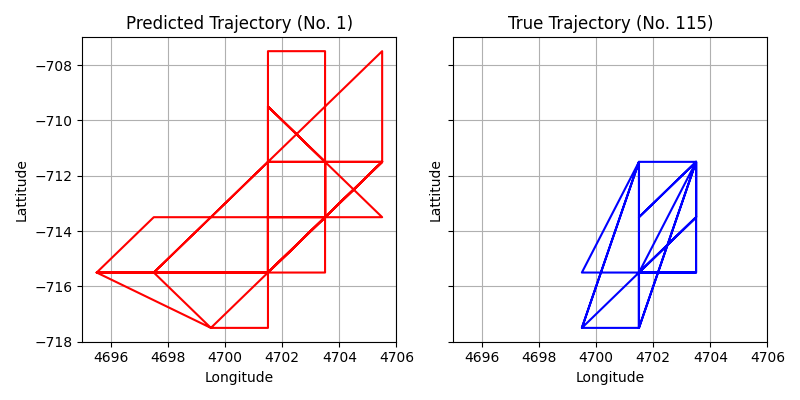 Predicted Trajectory (No. 1)
True Trajectory (No. 115)
−708
−710
−712
−714
−716
−718
Lattitude
Lattitude
4696 4698 4700 4702 4704 4706
4696 4698 4700 4702 4704 4706
Longitude
Longitude